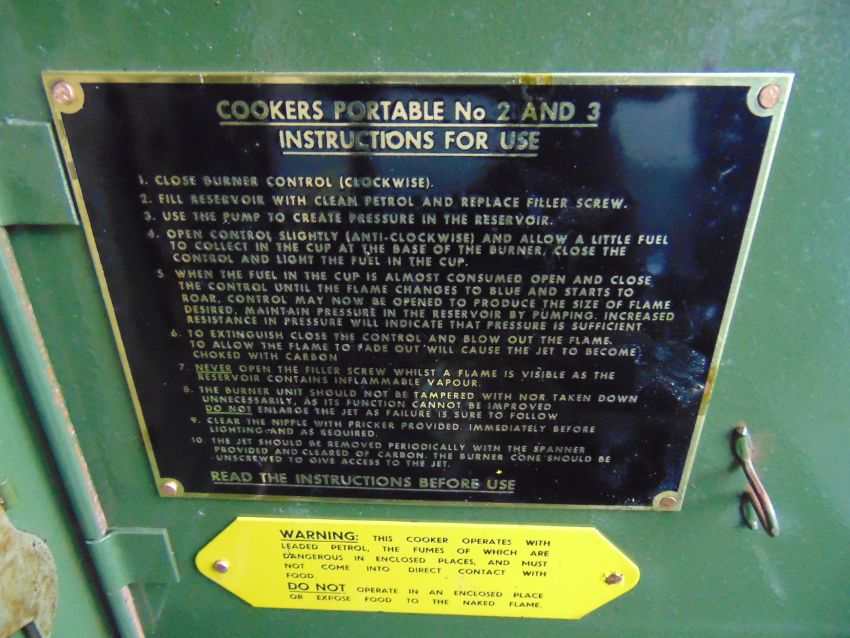 COOKERS PORTABLE No 2 AND 3
INSTRUCTIONS FOR USE
1. CLOSE BURNER CONTROL (CLOCKWISE).
2. FILL RESERVOIR WITH CLEAN PETROL AND REPLACE FILLER SCREW.
3. USE THE PUMP TO CREATE PRESSURE IN THE RESERVOIR.
4. OPEN CONTROL SLIGHTLY (ANTI-CLOCKWISE) AND ALLOW A LITTLE FUEL
TO COLLECT IN THE CUP AT THE BASE OF THE BURNER, CLOSE THE
CONTROL AND LIGHT THE FUEL IN THE CUP.
5. WHEN THE FUEL IN THE CUP IS ALMOST CONSUMED OPEN AND CLOSE
THE CONTROL UNTIL THE FLAME CHANGES TO BLUE AND STARTS TO
ROAR, CONTROL MAY NOW BE OPENED TO PRODUCE THE SIZE OF FLAME
DESIRED, MAINTAIN PRESSURE IN THE RESERVOIR BY PUMPING. INCREASED
RESISTANCE IN PRESSURE WILL INDICATE THAT PRESSURE IS SUFFICIENT
6. TO EXTINGUISH CLOSE THE CONTROL AND BLOW OUT THE FLAME.
TO ALLOW THE FLAME TO FADE OUT WILL CAUSE THE JET TO BECOME
CHOKED WITH CARBON
7. NEVER OPEN THE FILLER SCREW WHILST A FLAME IS VISIBLE AS THE
RESERVOIR CONTAINS INFLAMMABLE VAPOUR.
8. THE BURNER UNIT SHOULD NOT BE TAMPERED WITH NOR TAKEN DOWN
UNNECESSARILY, AS ITS FUNCTION CANNOT BE IMPROVED
DO NOT ENLARGE THE JET AS FAILURE IS SURE TO FOLLOW
9. CLEAR THE NIPPLE WITH PRICKER PROVIDED. IMMEDIATELY BEFORE
LIGHTING AND AS REQUIRED.
10. THE JET SHOULD BE REMOVED PERIODICALLY WITH THE SPANNER
PROVIDED AND CLEARED OF CARBON. THE BURNER CONE SHOULD BE
UNSCREWED TO GIVE ACCESS TO THE JET.
READ THE INSTRUCTIONS BEFORE USE
WARNING: THIS COOKER OPERATES WITH
LEADED PETROL, THE FUMES OF WHICH ARE
DANGEROUS IN ENCLOSED PLACES, AND MUST
NOT COME INTO DIRECT CONTACT WITH
FOOD.
DO NOT OPERATE IN AN ENCLOSED PLACE
OR EXPOSE FOOD TO THE NAKED FLAME.